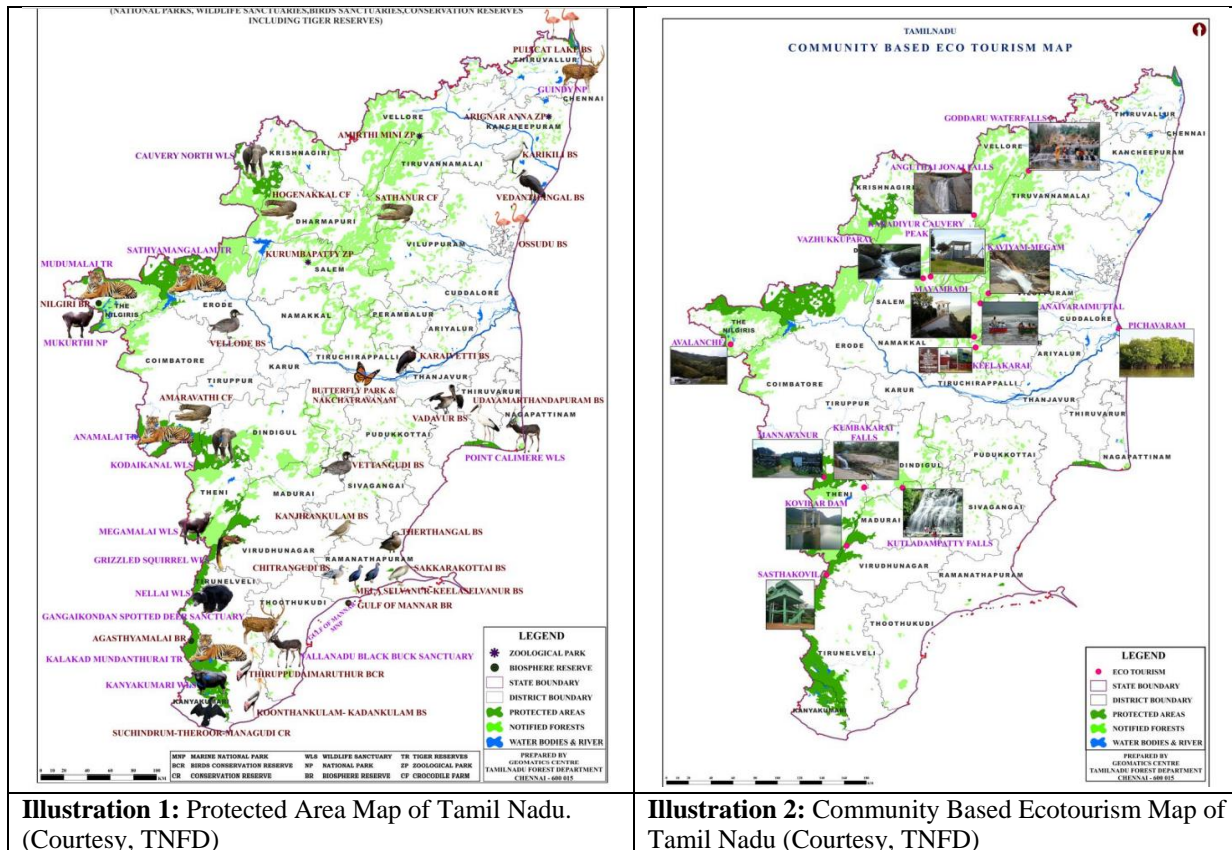 (NATIONAL PARKS, WILDLIFE SANCTUARIES,BIRDS SANCTUARIES,CONSERVATION RESERVES
INCLUDING TIGER RESERVES)
PULICAT LAKE BS
THIRUVALLUR
GUINDY NP
CHENNAI
VELLORE
ARIGNAR ANNA ZP
KANCHEEPURAM
AMIRTHI MINI ZP
CAUVERY NORTH WLS
KRISHNAGIRI
TIRUVANNAMALAI
KARIKILI BS
HOGENAKKAL CF
SATHANUR CF
VEDANTHANGAL BS
DHARMAPURI
OSSUDU BS
SATHYAMANGALAM TR
VILUPPURAM
MUDUMALAI TR
KURUMBAPATTY ZP
SALEM
NILGIRI BR
THE
NILGIRIS
ERODE
CUDDALORE
NAMAKKAL
PERAMBALUR
MUKURTHI NP
VELLODE BS
ARIYALUR
COIMBATORE
TIRUCHIRAPPALLI
KARAIVETTI BS
KARUR
THANJAVUR
TIRUPPUR
BUTTERFLY PARK &
NAKCHATRAVANAM
THIRUVARUR
AMARAVATHI CF
UDAYAMARTHANDAPURAM BS
VADAVUR BS
NAGAPATTINAM
ANAMALAI TR
DINDIGUL
PUDUKKOTTAI
KODAIKANAL WLS
POINT CALIMERE WLS
VETTANGUDI BS
THENI
MADURAI
SIVAGANGAI
KANJIRANKULAM BS
MEGAMALAI WLS
THERTHANGAL BS
VIRUDHUNAGAR
GRIZZLED SQUIRREL WLS
RAMANATHAPURAM
CHITRANGUDI BS
SAKKARAKOTTAI BS
TIRUNELVELI
NELLAI WLS
MELA SELVANUR-KEELASELVANUR BS
THOOTHUKUDI
GULF OF MANNAR BR
GANGAIKONDAN SPOTTED DEER SANCTUARY
GULF OF MANNAR
MNP
AGASTHYAMALAI BR
KALAKAD MUNDANTHURAI TR
VALLANADU BLACK BUCK SANCTUARY
THIRUPPUDAIMARUTHUR BCR
KANYAKUMARI WLS
KANYAKUMARI
KOONTHANKULAM- KADANKULAM BS
SUCHINDRUM-THEROOR-MANAGUDI CR
LEGEND
ZOOLOGICAL PARK
BIOSPHERE RESERVE
STATE BOUNDARY
DISTRICT BOUNDARY
PROTECTED AREAS
NOTIFIED FORESTS
WATER BODIES & RIVER
MNP MARINE NATIONAL PARK WLS WILDLIFE SANCTUARY TR TIGER RESERVES
BCR BIRDS CONSERVATION RESERVE NP NATIONAL PARK ZP ZOOLOGICAL PARK
CR CONSERVATION RESERVE BR BIOSPHERE RESERVE CF CROCODILE FARM
PREPARED BY
GEOMATICS CENTRE
TAMILNADU FOREST DEPARTMENT
CHENNAI - 600 015
KM
Illustration 1: Protected Area Map of Tamil Nadu.
(Courtesy, TNFD)
TAMILNADU
COMMUNITY BASED ECO TOURISM MAP
THIRUVALLUR
GODDARU WATERFALLS
CHENNAI
VELLORE
KANCHEEPURAM
ANGUTHAI JONAI FALLS
KRISHNAGIRI
TIRUVANNAMALAI
KARADIYUR CAUVERY
PEAK
VAZHUKKUPARAI
KAVIYAM-MEGAM
MAYAMBADI
SALEM
ANAIVARAIMUTTAL
CUDDALORE
THE
NILGIRIS
PICHAVARAM
AVALANCHE
ERODE
NAMAKKAL
ARIYALUR
KEELAKARAI
COIMBATORE
TIRUCHIRAPPALLI
KARUR
THANJAVUR
TIRUPPUR
THIRUVARUR
NAGAPATTINAM
MANNAVANUR
KUMBAKARAI
FALLS
DINDIGUL
PUDUKKOTTAI
THENI
SIVAGANGAI
MADURAI
KOVILAR DAM
KUTLADAMPATTY FALLS
VIRUDHUNAGAR
RAMANATHAPURAM
SASTHAKOVIL
THOOTHUKUDI
TIRUNELVELI
KANYAKUMARI
LEGEND
ECO TOURISM
STATE BOUNDARY
DISTRICT BOUNDARY
PROTECTED AREAS
NOTIFIED FORESTS
WATER BODIES & RIVER
PREPARED BY
GEOMATICS CENTRE
TAMILNADU FOREST DEPARTMENT
CHENNAI - 600 015
Illustration 2: Community Based Ecotourism Map of
Tamil Nadu (Courtesy, TNFD)